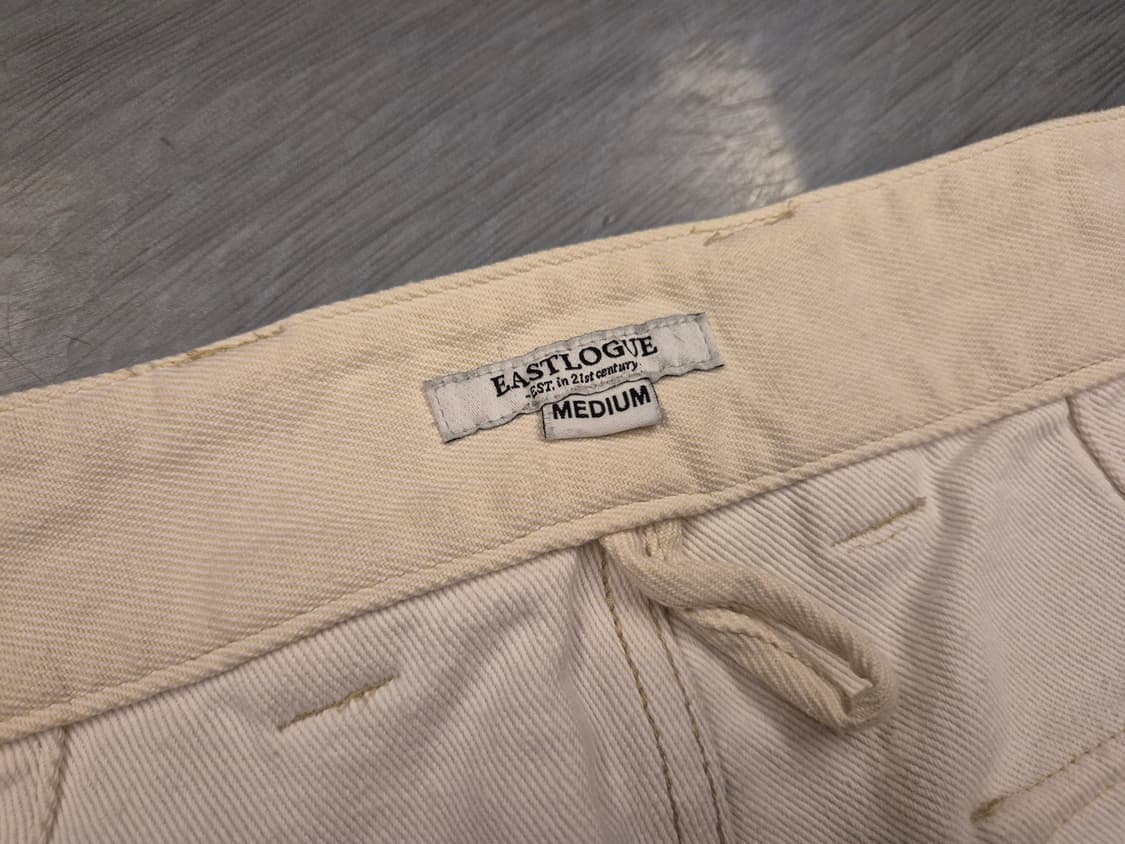 EASTLOGUE
-EST. in 21st century-
MEDIUM